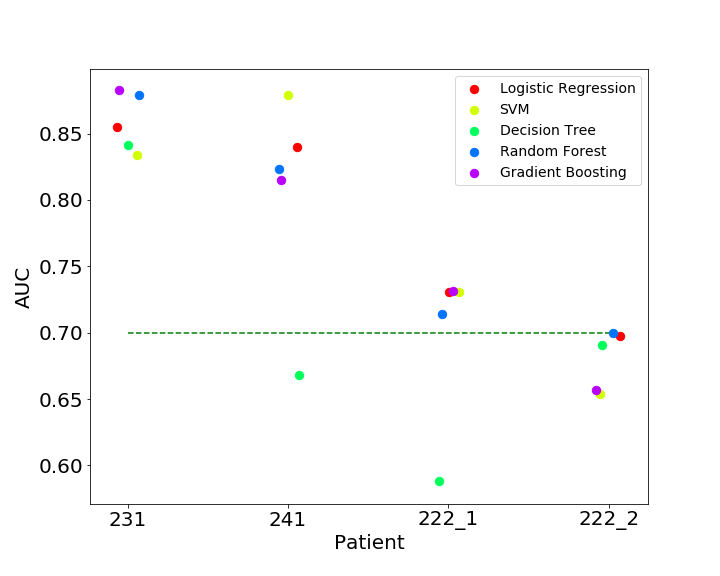 Logistic Regression
SVM
Decision Tree
Random Forest
Gradient Boosting
0.85
0.80
0.75
0.70
0.65
0.60
AUC
231 241 222_1 222_2
Patient